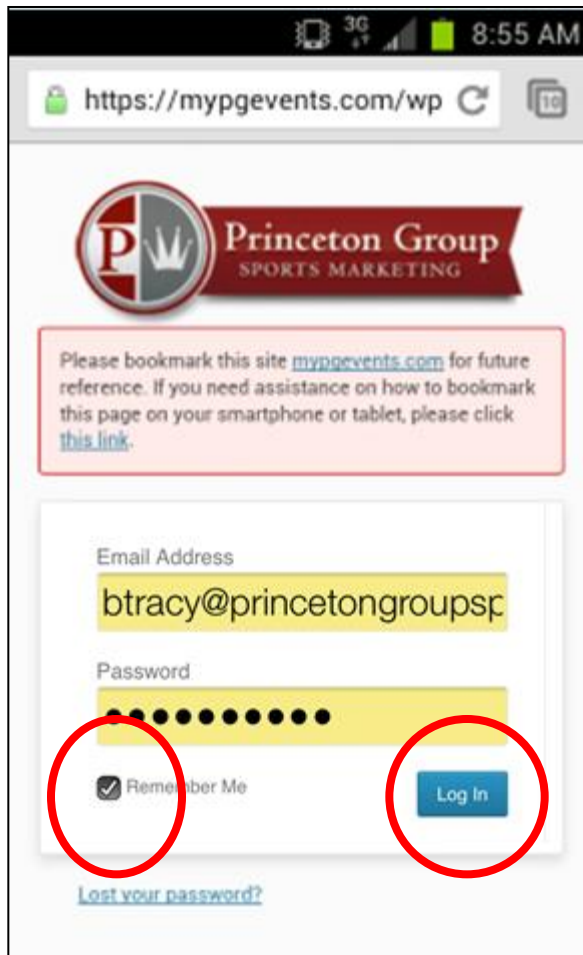 3G 8:55 AM
https://mypgevents.com/wp 10
P Princeton Group
SPORTS MARKETING
Please bookmark this site mypgevents.com for future
reference. If you need assistance on how to bookmark
this page on your smartphone or tablet, please click
this link.
Email Address
btracy@princetongroupsp
Password
●●●●●●●●●●
Remember Me Log In
Lost your password?